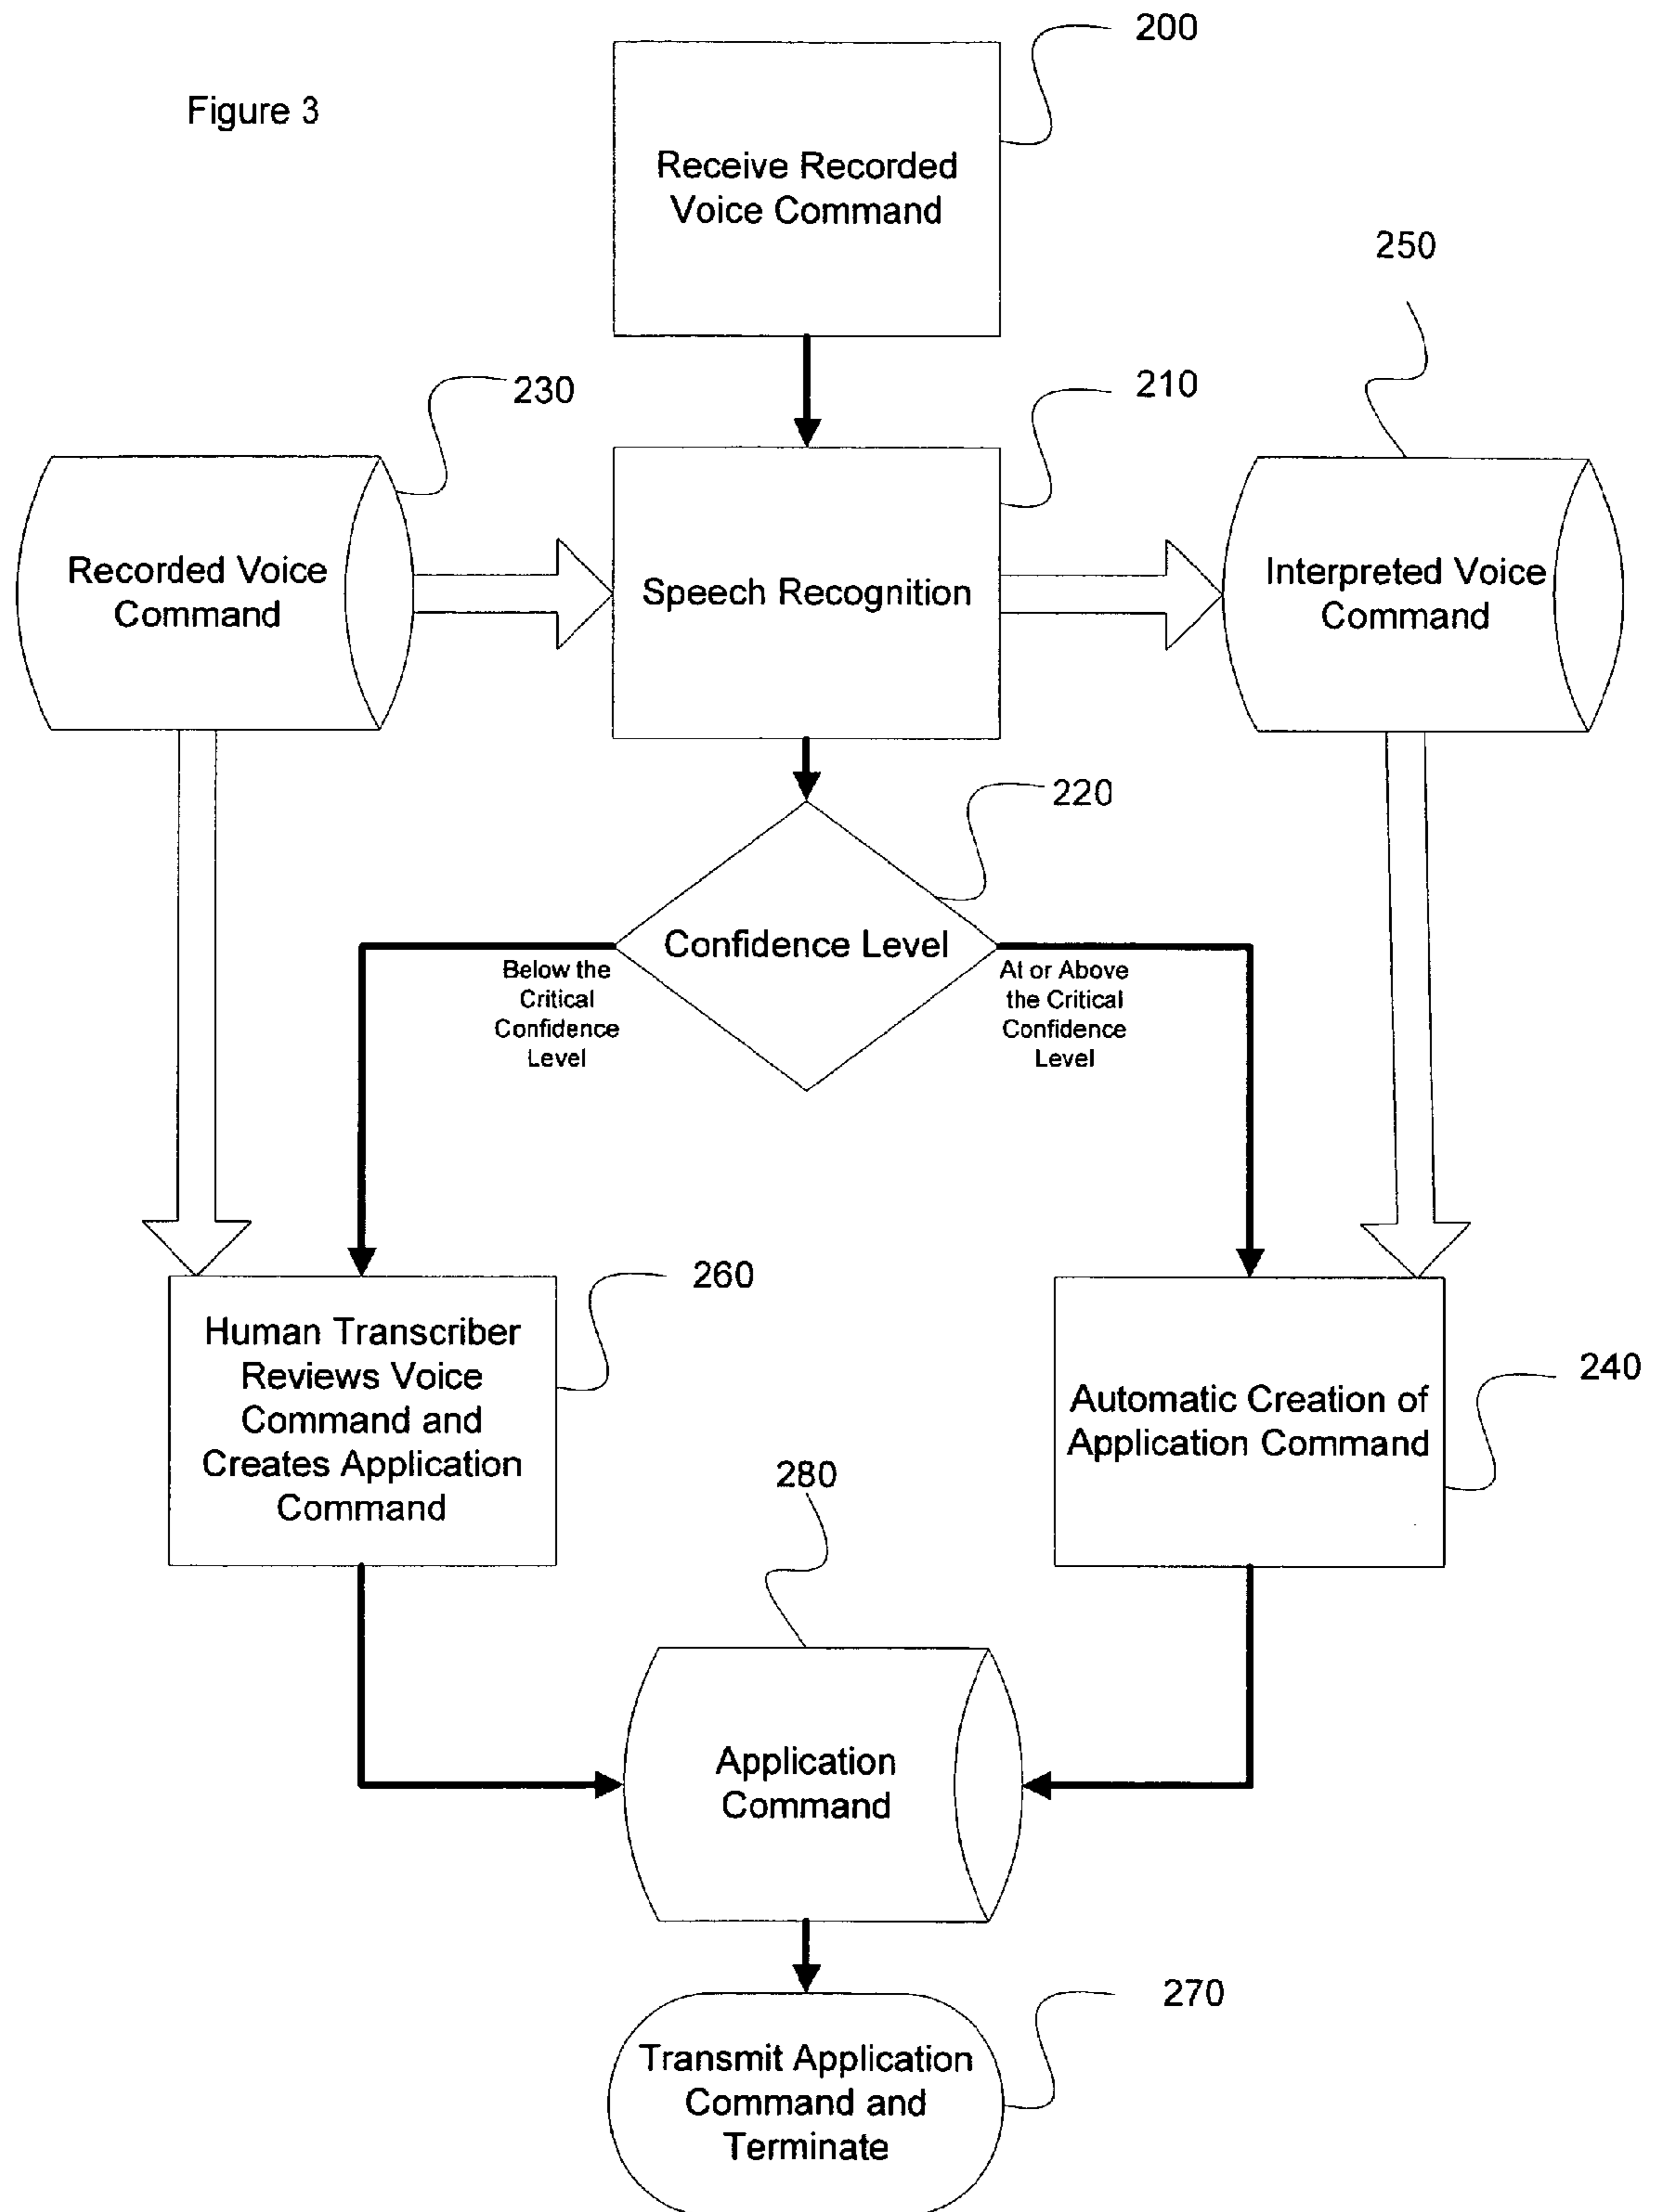 200
Figure 3
Receive Recorded
Voice Command
250
230
210
Recorded Voice
Command
Speech Recognition
Interpreted Voice
Command
220
Confidence Level
Below the
Critical
Confidence
Level
At or Above
the Critical
Confidence
Level
260
Human Transcriber
Reviews Voice
Command and
Creates Application
Command
240
Automatic Creation of
Application Command
280
Application
Command
270
Transmit Application
Command and
Terminate